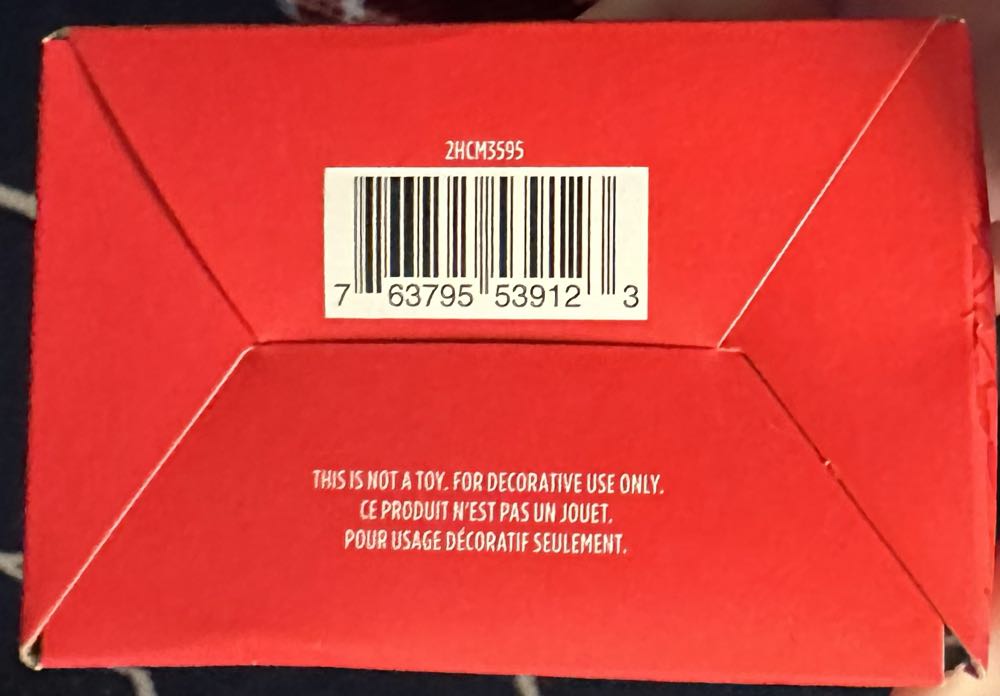 2HCM3595
7 63795 53912 3
THIS IS NOT A TOY. FOR DECORATIVE USE ONLY.
CE PRODUIT N'EST PAS UN JOUET.
POUR USAGE DÉCORATIF SEULEMENT.